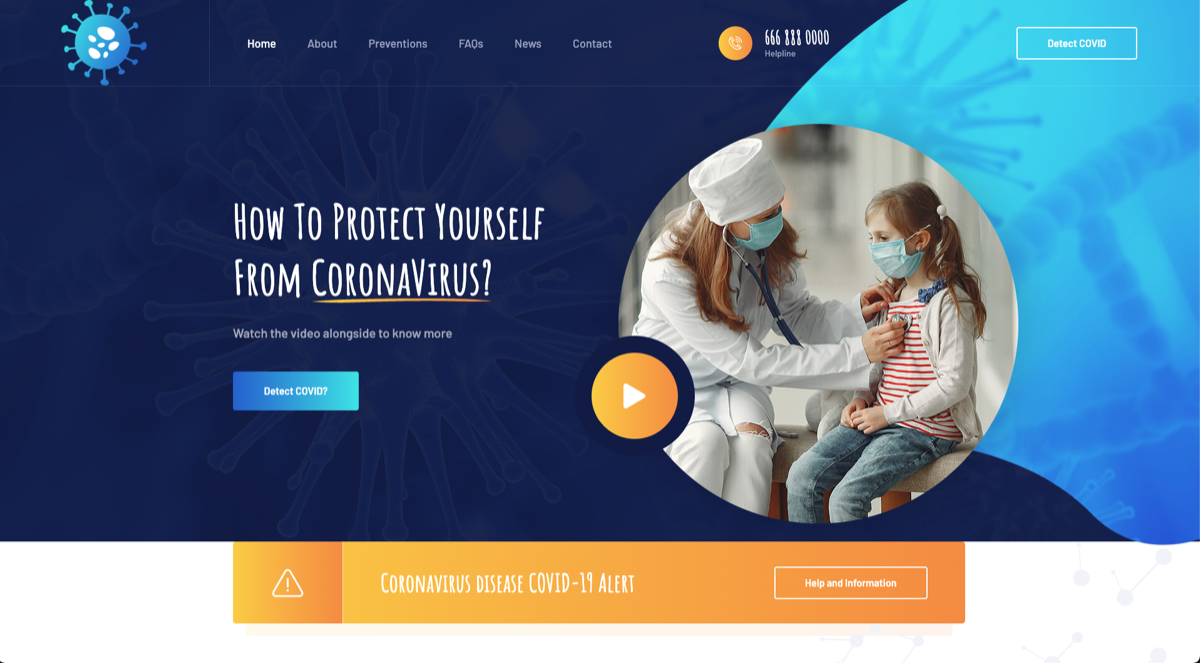 Home
About
Preventions
FAQs
News
Contact
666 888 0000
Helpline
Detect COVID
How To Protect Yourself
From CoronaVirus?
Watch the video alongside to know more
Detect COVID?
Coronavirus disease COVID-19 Alert
Help and information